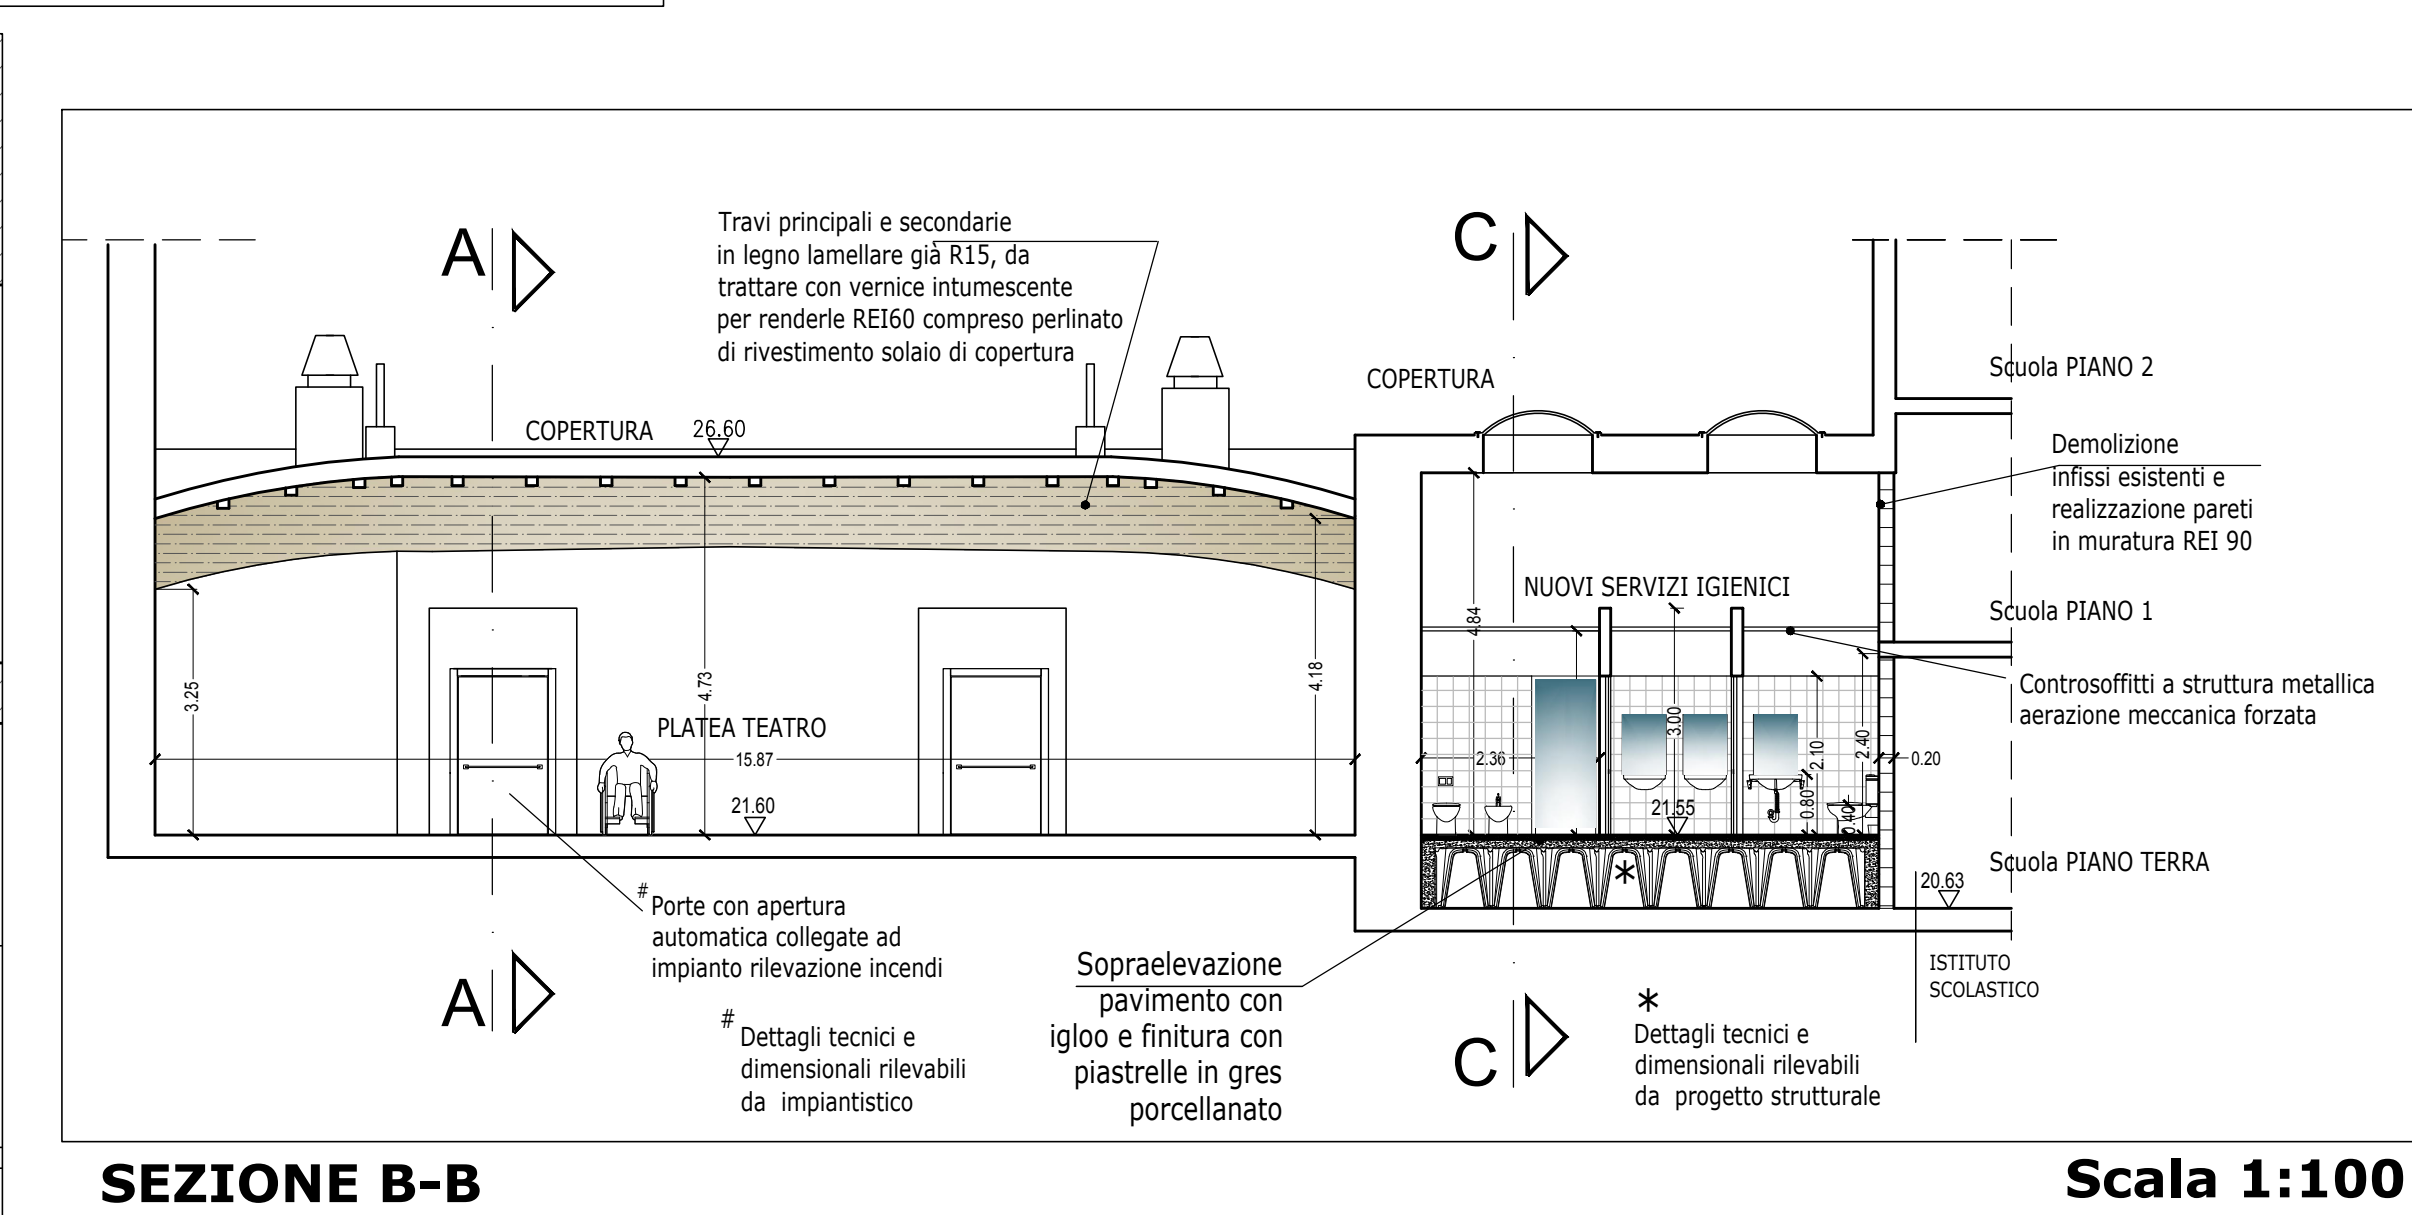 A
Travi principali e secondarie
in legno lamellare già R15, da
trattare con vernice intumescente
per renderle REI60 compreso perlinato
di rivestimento solaio di copertura
C
COPERTURA
26.60
COPERTURA
Scuola PIANO 2
Demolizione
infissi esistenti e
realizzazione pareti
in muratura REI 90
NUOVI SERVIZI IGIENICI
Scuola PIANO 1
Controsoffitti a struttura metallica
aerazione meccanica forzata
3.25
4.73
4.18
4.84
3.00
2.10
2.40
0.80
0.40
PLATEA TEATRO
15.87
2.36
0.20
21.60
21.55
Scuola PIANO TERRA
20.63
ISTITUTO
SCOLASTICO
# Porte con apertura
automatica collegate ad
impianto rilevazione incendi
# Dettagli tecnici e
dimensionali rilevabili
da impiantistico
A
Sopraelevazione
pavimento con
igloo e finitura con
piastrelle in gres
porcellanato
C
*
*
Dettagli tecnici e
dimensionali rilevabili
da progetto strutturale
SEZIONE B-B
Scala 1:100